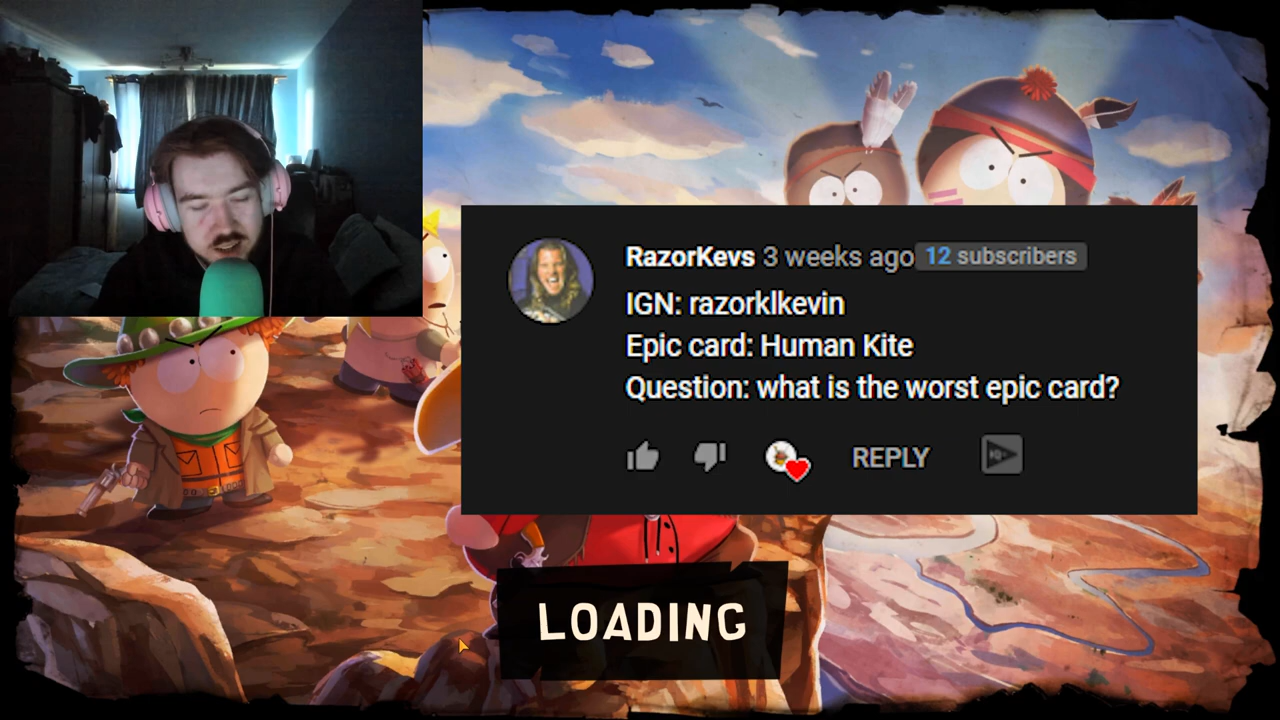 RazorKevs 3 weeks ago 12 subscribers
IGN: razorklkevin
Epic card: Human Kite
Question: what is the worst epic card?
REPLY
LOADING